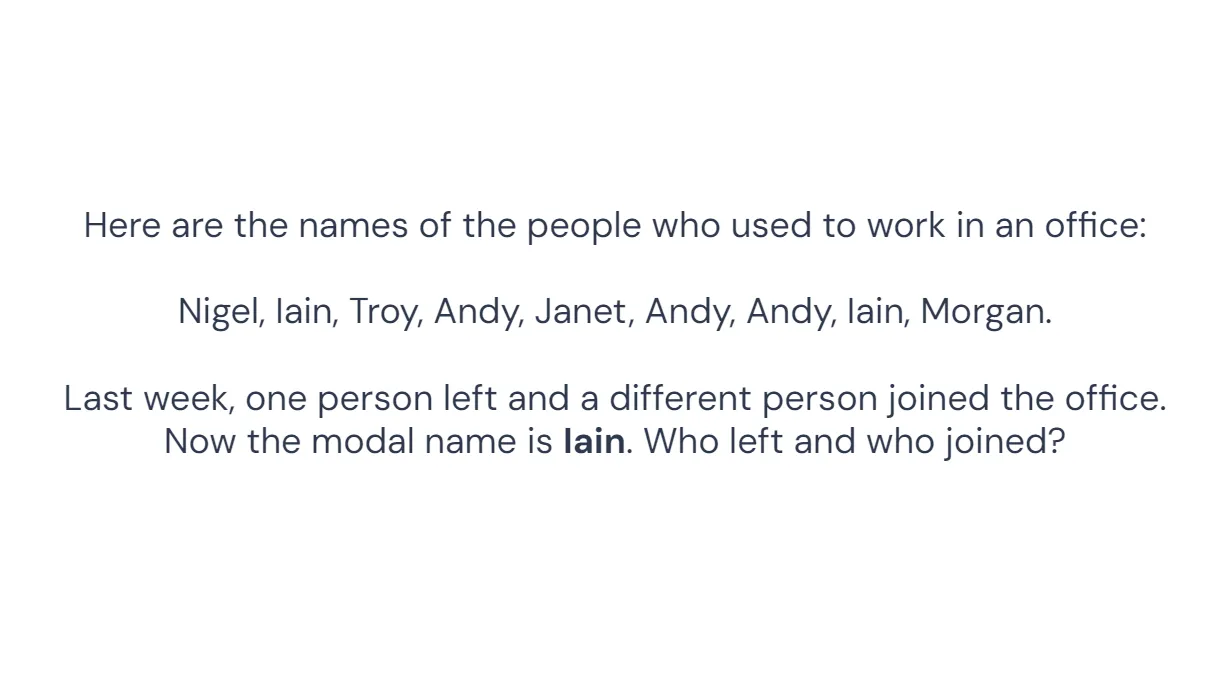 Here are the names of the people who used to work in an office:
Nigel, Iain, Troy, Andy, Janet, Andy, Andy, Iain, Morgan.
Last week, one person left and a different person joined the office.
Now the modal name is Iain. Who left and who joined?